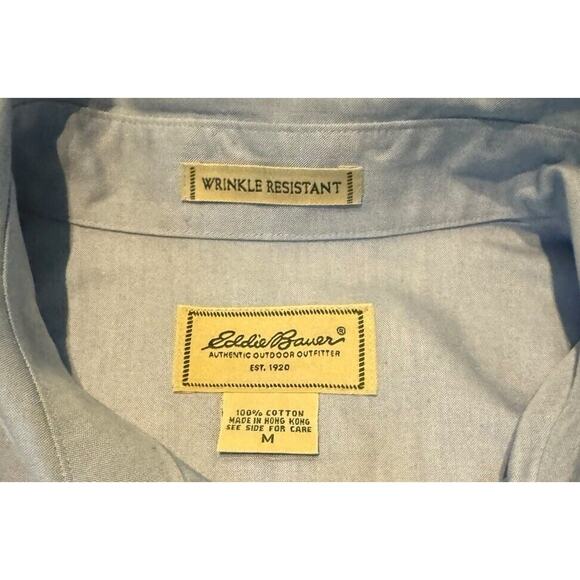 WRINKLE RESISTANT
Eddie Bauer®
AUTHENTIC OUTDOOR OUTFITTER
EST. 1920
100% COTTON
MADE IN HONG KONG
SEE SIDE FOR CARE
M